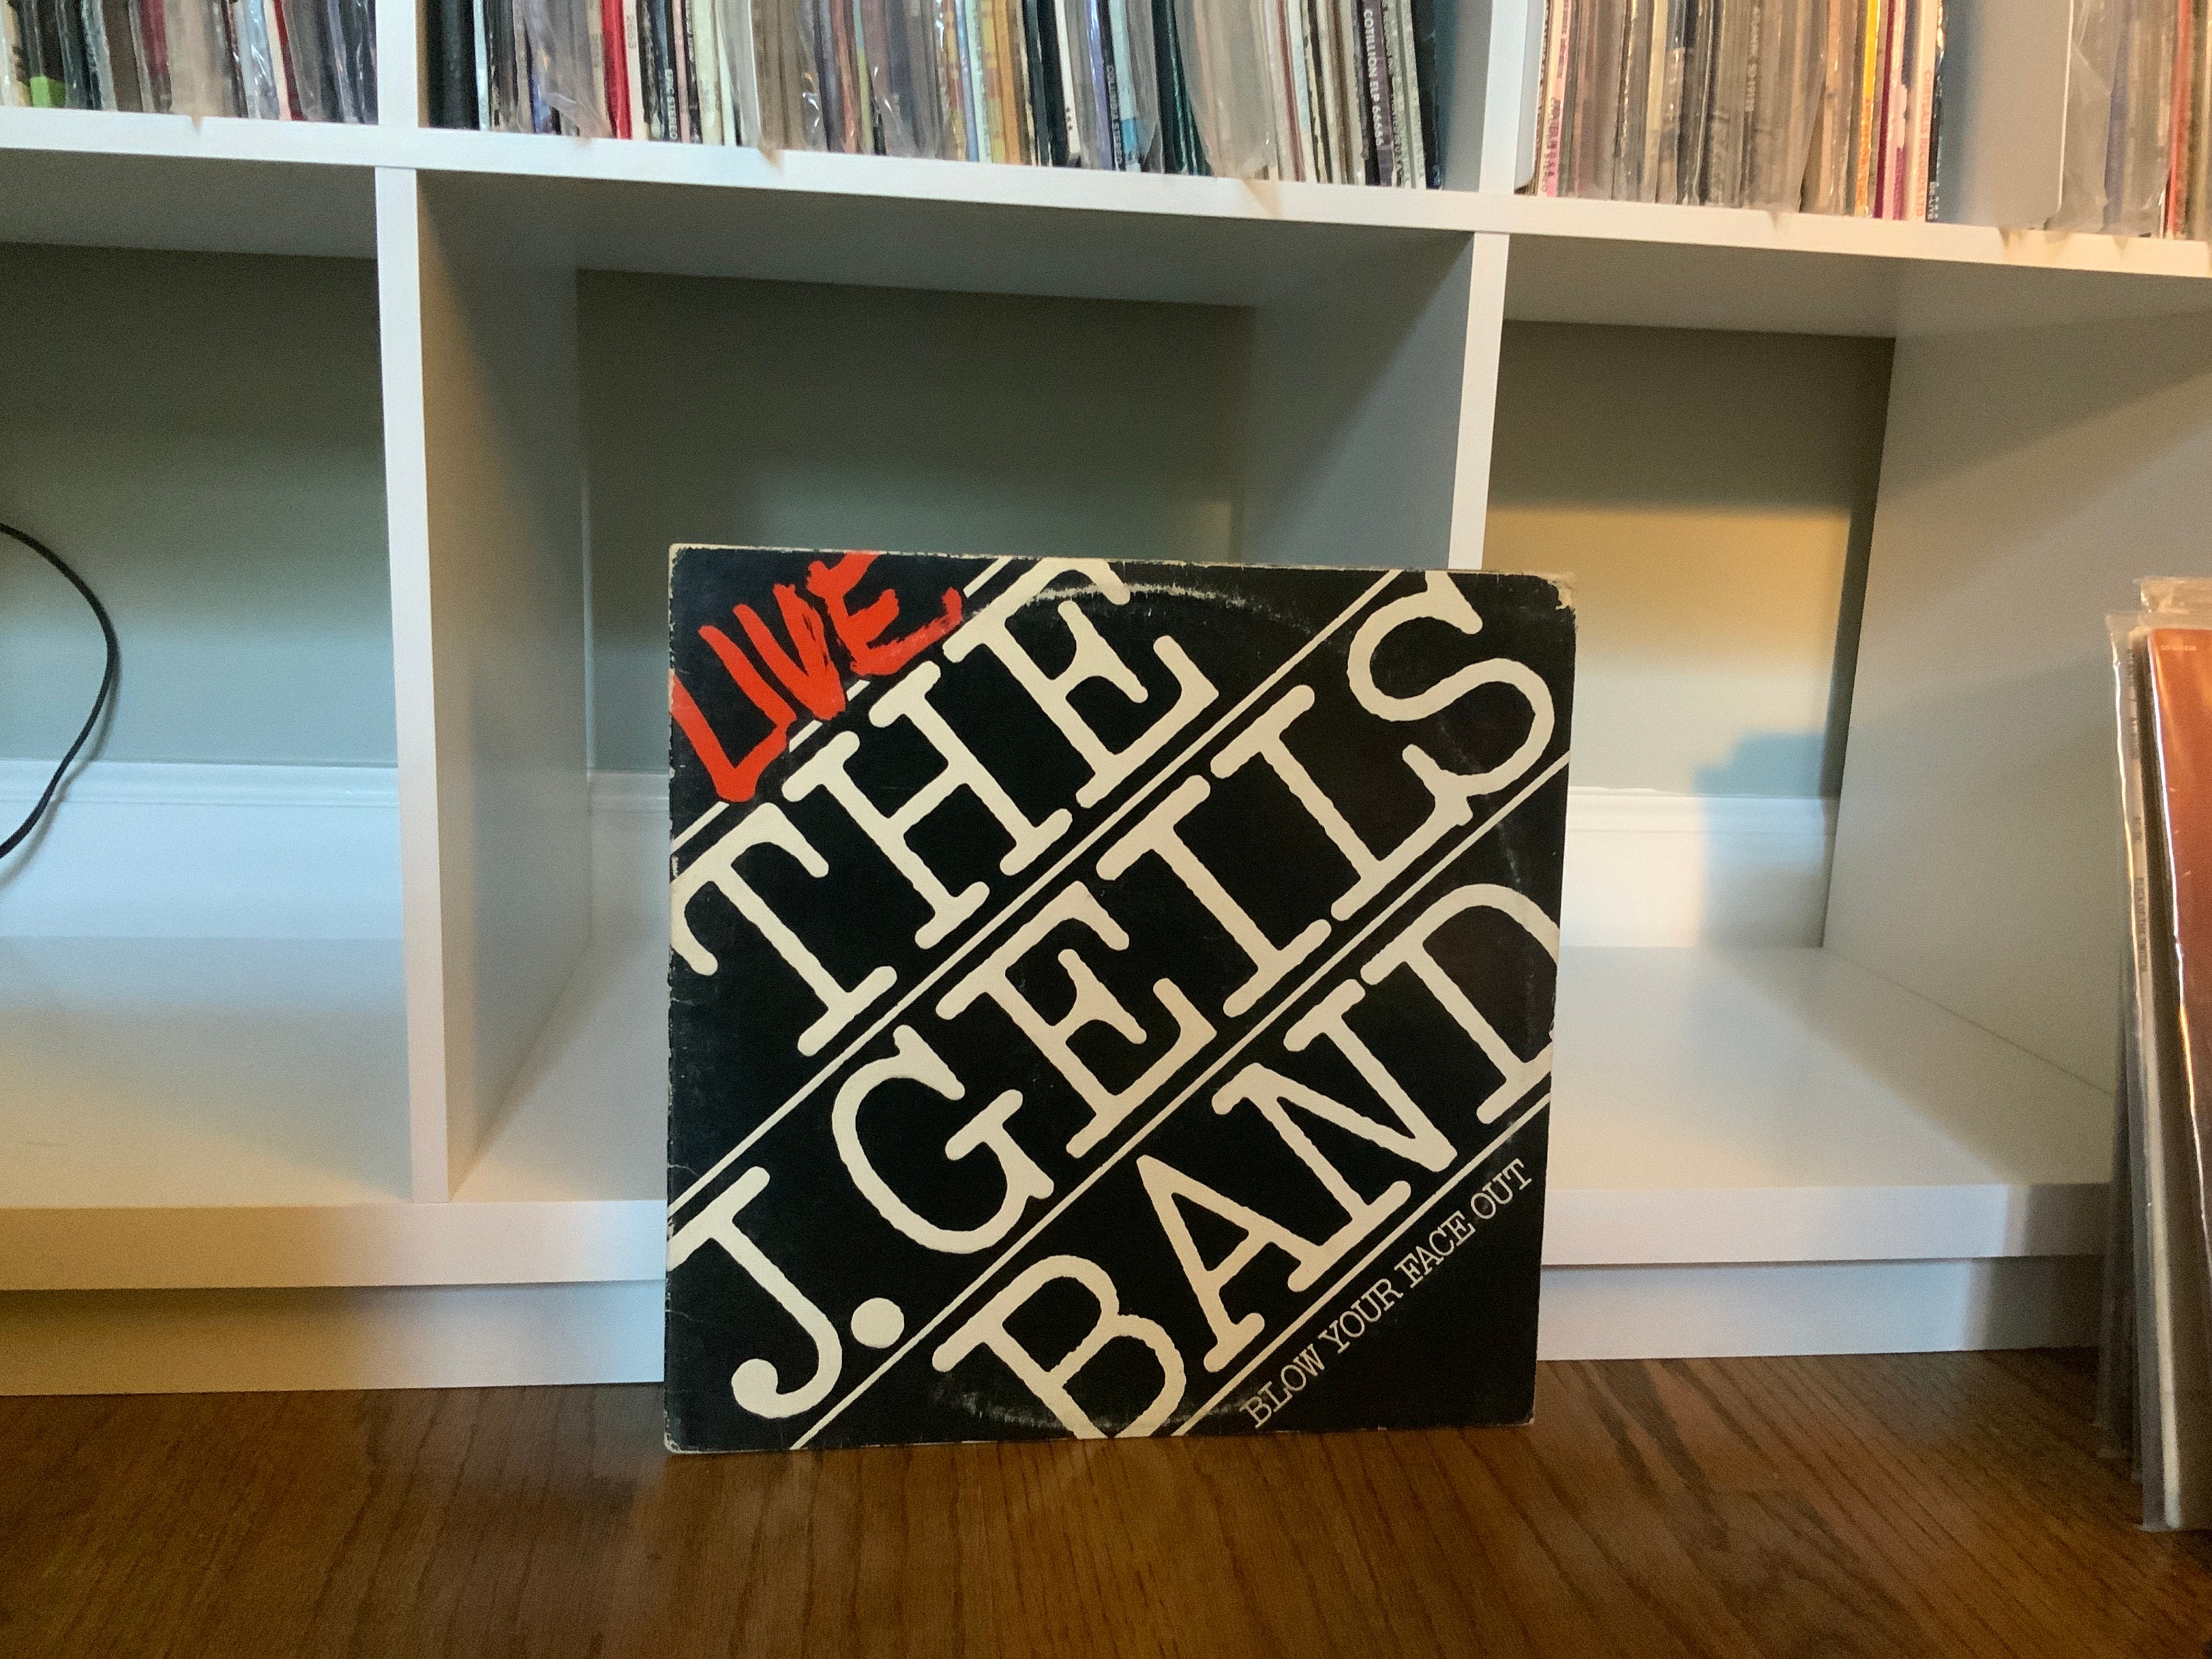 LIVE
THE
J. GEILS
BAND
BLOW YOUR FACE OUT